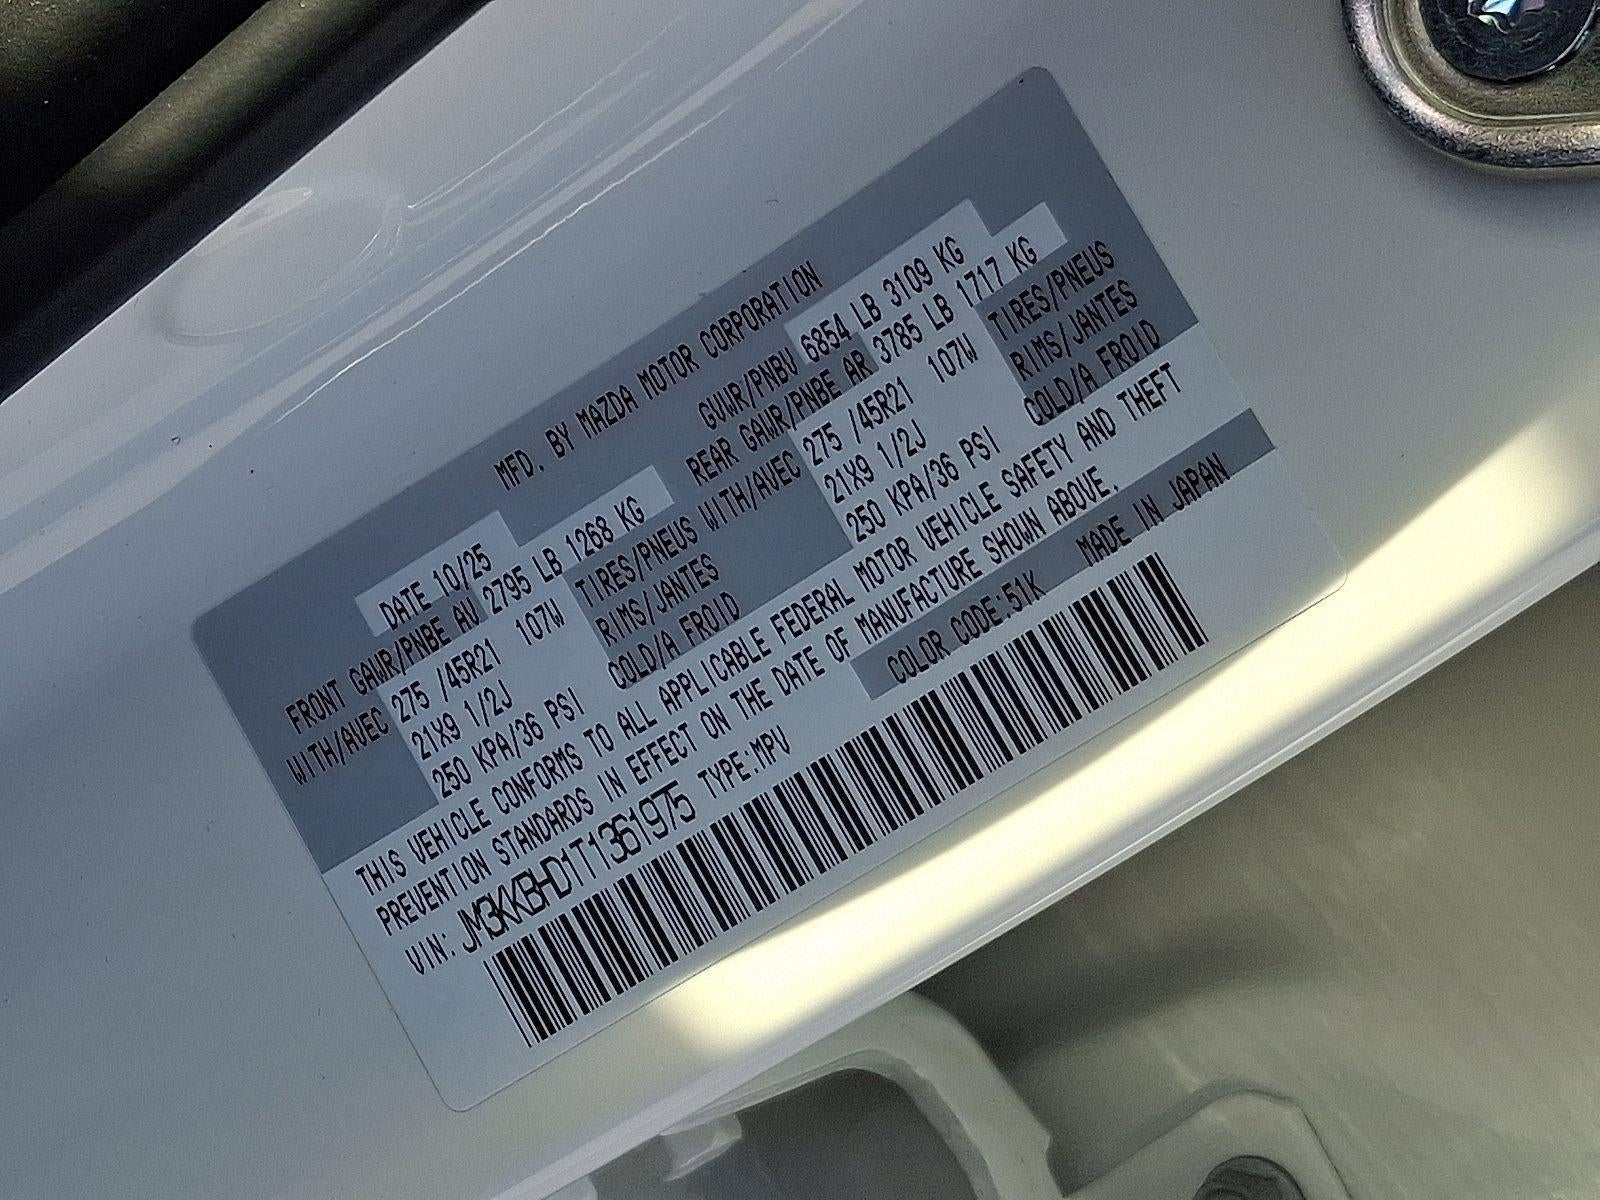 MFD. BY MAZDA MOTOR CORPORATION
DATE 10/25 GVWR/PNBV 6854 LB 3109 KG
FRONT GAWR/PNBE AV 2795 LB 1268 KG REAR GAWR/PNBE AR 3785 LB 1717 KG
WITH/AVEC 275 /45R21 107W TIRES/PNEUS WITH/AVEC 275 /45R21 107W TIRES/PNEUS
21X9 1/2J RIMS/JANTES 21X9 1/2J RIMS/JANTES
250 KPA/36 PSI COLD/A FROID 250 KPA/36 PSI COLD/A FROID
THIS VEHICLE CONFORMS TO ALL APPLICABLE FEDERAL MOTOR VEHICLE SAFETY AND THEFT
PREVENTION STANDARDS IN EFFECT ON THE DATE OF MANUFACTURE SHOWN ABOVE.
VIN: JM3KKBHD1T1361975 TYPE:MPV COLOR CODE:51K MADE IN JAPAN